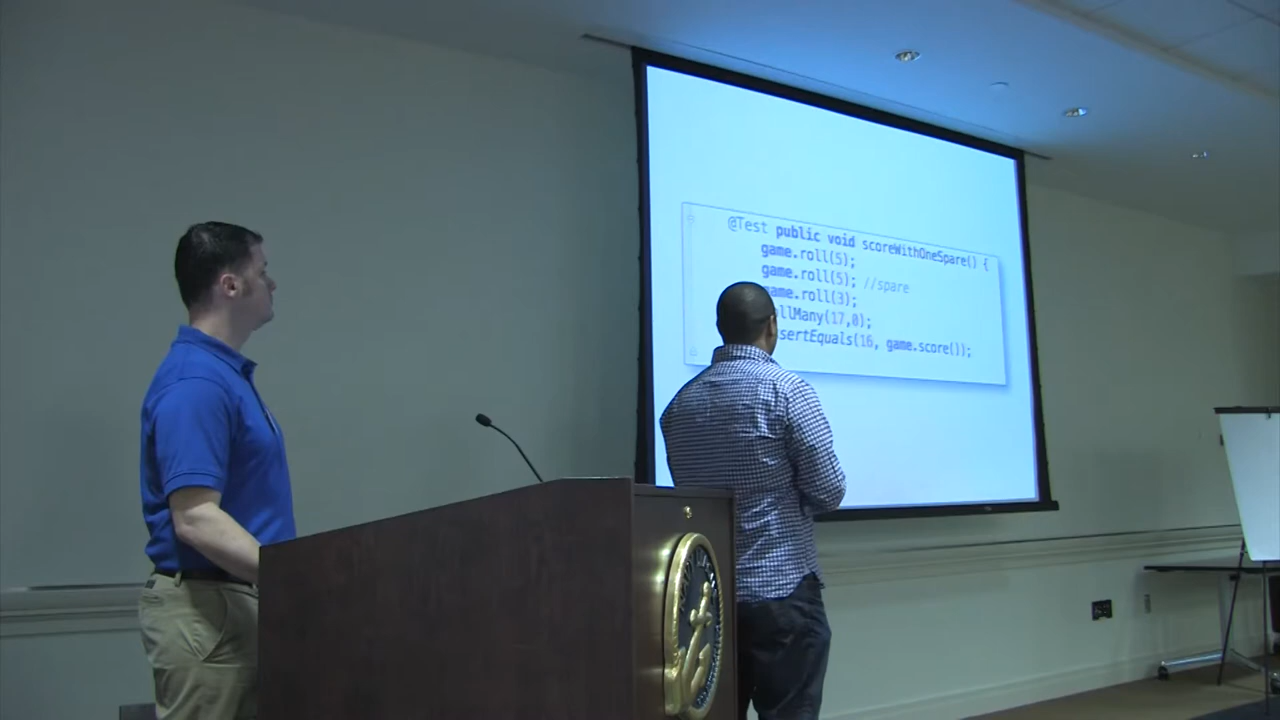 @Test public void scoreWithOneSpare() {
game.roll(5);
game.roll(5); //spare
ame.roll(3);
llMany(17,0);
sertEquals(16, game.score());